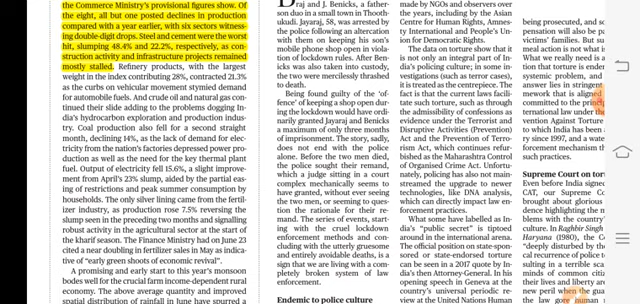 the Commerce Ministry's provisional figures show. Of
the eight, all but one posted declines in production
compared with a year earlier, with six sectors witness-
ing double-digit drops. Steel and cement were the
worst hit, slumping 48.4% and 22.2%, respectively, as con-
struction activity and infrastructure projects remained
mostly stalled. Refinery products, with the largest
weight in the index contributing 28%, contracted 21.3%
as the curbs on vehicular movement stymied demand
for automobile fuels. And crude oil and natural gas con-
tinued their slide adding to the problems dogging In-
dia's hydrocarbon exploration and production indus-
try. Coal production also fell for a second straight
month, declining 14%, as the lack of demand for elec-
tricity from the nation's factories depressed power pro-
duction as well as the need for the key thermal plant
fuel. Output of electricity fell 15.6%, a slight improve-
ment from April's 23% slump, aided by the partial eas-
ing of restrictions and peak summer consumption by
households. The only silver lining came from the fertil-
izer industry, as production rose 7.5% reversing the
slump seen in the preceding two months and signalling
robust activity in the agricultural sector at the start of
the kharif season. The Finance Ministry had on June 23
cited a near doubling in fertilizer sales in May as indica-
tive of "early green shoots of economic revival".
A promising and early start to this year's monsoon
bodes well for the crucial farm income-dependent rural
economy. The above average quantity and improved
spatial distribution of rainfall in June have spurred a
raj and J. Benicks, a father-
son duo in a small town in Thooth-
ukudi. Jayaraj, 58, was arrested by
the police following an altercation
with them on keeping his son's
mobile phone shop open in viola-
tion of lockdown rules. After Ben-
icks was also taken into custody,
the two were mercilessly thrashed
to death.
Being found guilty of the 'of-
fence' of keeping a shop open dur-
ing the lockdown would have ordi-
narily granted Jayaraj and Benicks
a maximum of only three months
of imprisonment. The story, sadly,
does not end with the police
alone. Before the two men died,
the police sought their remand,
which a judge sitting in a court
complex mechanically seems to
have granted, without ever seeing
the two men, or seeming to ques-
tion the rationale for their re-
mand. The series of events, start-
ing with the cruel lockdown
enforcement methods and con-
cluding with the utterly gruesome
and entirely avoidable deaths, is a
sign that we are living with a com-
pletely broken system of law
enforcement.
Endemic to police culture
made by NGOs and observers over
the years, including by the Asian
Centre for Human Rights, Amnes-
ty International and People's Un-
ion for Democratic Rights.
The data on torture show that it
is not only an integral part of In-
dia's policing culture; in some in-
vestigations (such as terror cases),
it is treated as the centrepiece. The
fact is that the current laws facili-
tate such torture, such as through
the admissibility of confessions as
evidence under the Terrorist and
Disruptive Activities (Prevention)
Act and the Prevention of Terro-
rism Act, which continues refur-
bished as the Maharashtra Control
of Organised Crime Act. Unfortu-
nately, policing has also not main-
streamed the upgrade to newer
technologies, like DNA analysis,
which can directly impact law en-
forcement practices.
What some have labelled as In-
dia's "public secret" is tiptoed
around in the international arena.
The official position on state-spon-
sored or state-endorsed torture
can be seen in a 2017 quote by In-
dia's then Attorney-General. In his
opening speech in Geneva at the
country's universal periodic re-
view at the United Nations Human
being prosecuted, and so
pensation will also be pa
victims' families. But su
meal action is not what i
What we really need is a
tion that torture is endem
systemic problem, and
answer lies in stringent
mework that is aligned
committed to the princip
ternational law under th
vention Against Torture
to which India has been a
ry since 1997, and a wate
forcement mechanism th
such practices.
Supreme Court on tort
Even before India signed
CAT, our Supreme Co
brought about glorious
dence highlighting the m
blems with the country'
culture. In Raghbir Singh
Haryana (1980), the Co
"deeply disturbed by the
cal recurrence of police to
sulting in a terrible scar
minds of common citiz
their lives and liberty are
new peril when the gua
the law gore human